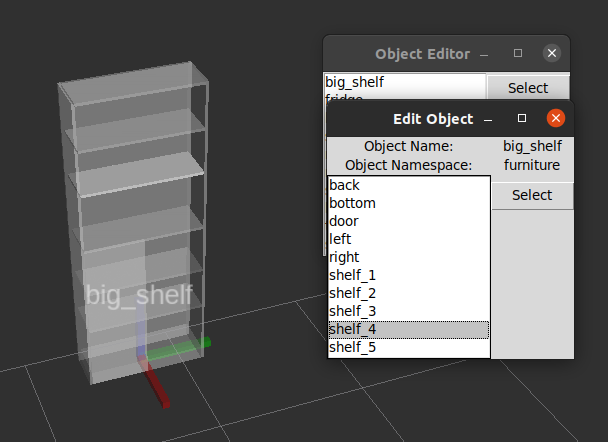 Object Editor
big_shelf
fridge
Select
Edit Object
Object Name: big_shelf
Object Namespace: furniture
back
bottom
door
left
right
shelf_1
shelf_2
shelf_3
shelf_4
shelf_5
Select
big_shelf